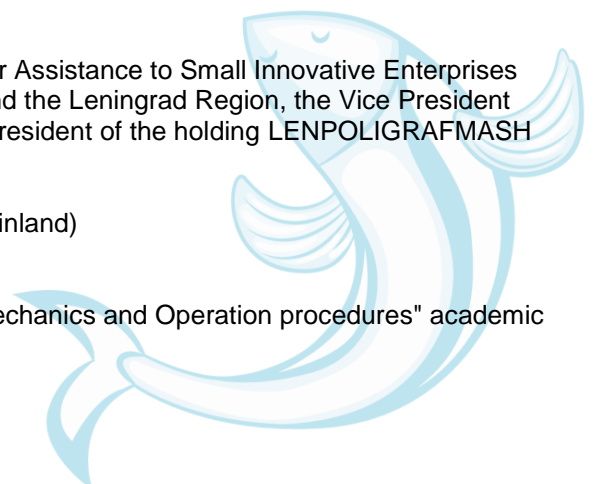 r Assistance to Small Innovative Enterprises
nd the Leningrad Region, the Vice President
resident of the holding LENPOLIGRAFMASH
inland)
echanics and Operation procedures" academic